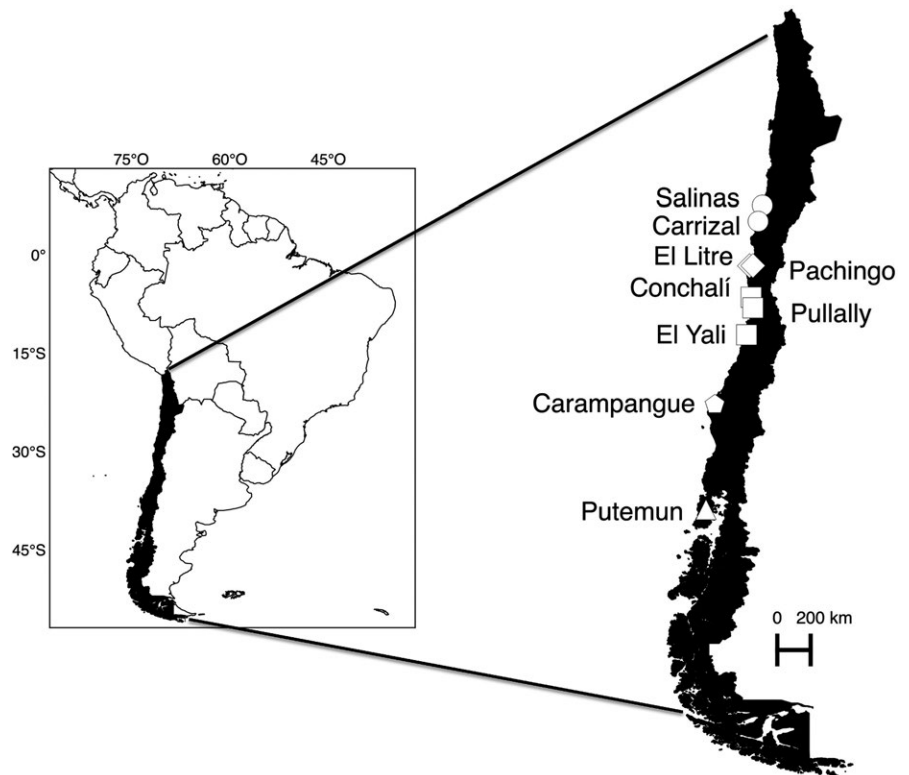 75°O 60°O 45°O
0°
15°S
30°S
45°S
Salinas
Carrizal
El Litre
Pachingo
Conchalí
Pullally
El Yali
Carampangue
Putemun
0 200 km